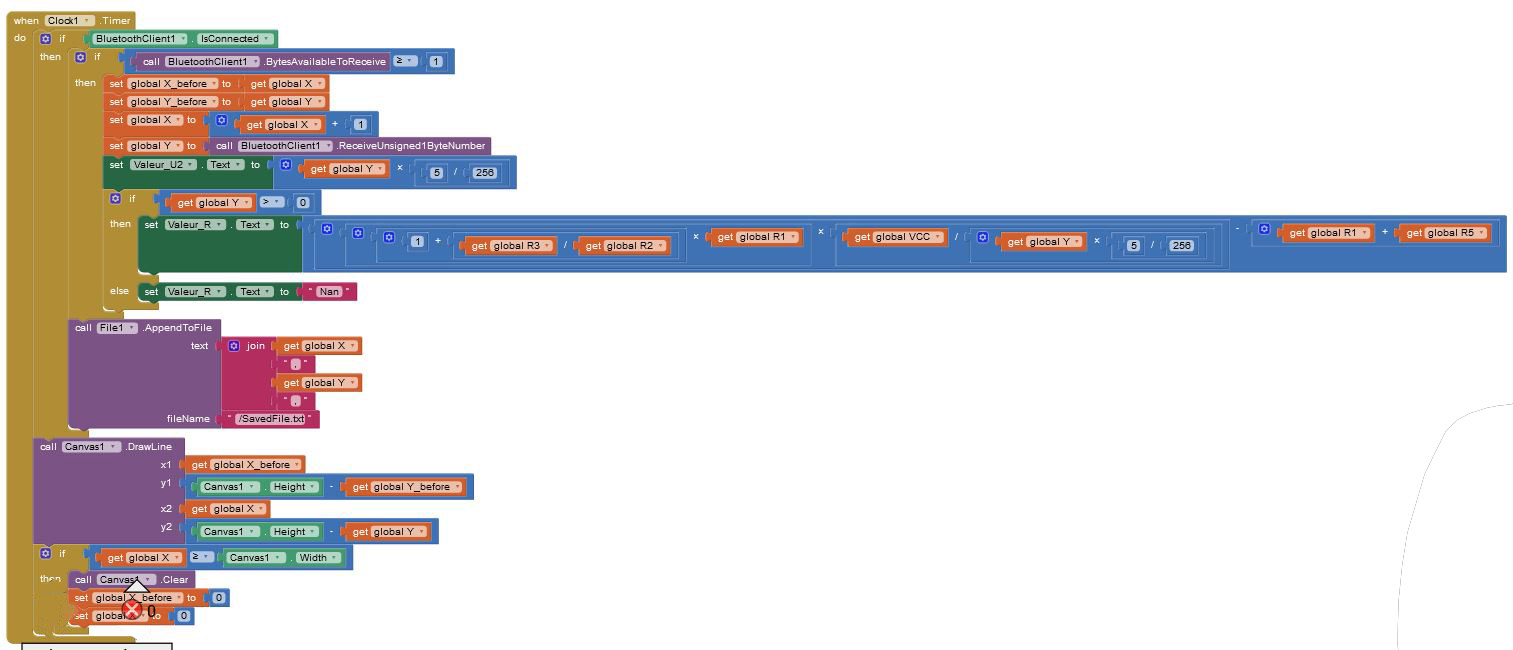 when Clock1 .Timer
do if BluetoothClient1 . IsConnected
then if call BluetoothClient1 .BytesAvailableToReceive ≥ 1
then set global X_before to get global X
set global Y_before to get global Y
set global X to get global X + 1
set global Y to call BluetoothClient1 .ReceiveUnsigned1ByteNumber
set Valeur_U2 . Text to get global Y × 5 / 256
if get global Y > 0
then set Valeur_R . Text to 1 + get global R3 / get global R2 × get global R1 × get global VCC / get global Y × 5 / 256 - get global R1 + get global R5
else set Valeur_R . Text to " Nan "
call File1 .AppendToFile
text join get global X
" , "
get global Y
" , "
fileName " /SavedFile.txt "
call Canvas1 .DrawLine
x1 get global X_before
y1 Canvas1 . Height - get global Y_before
x2 get global X
y2 Canvas1 . Height - get global Y
if get global X ≥ Canvas1 . Width
then call Canvas1 .Clear
set global X_before to 0
set global to 0
0